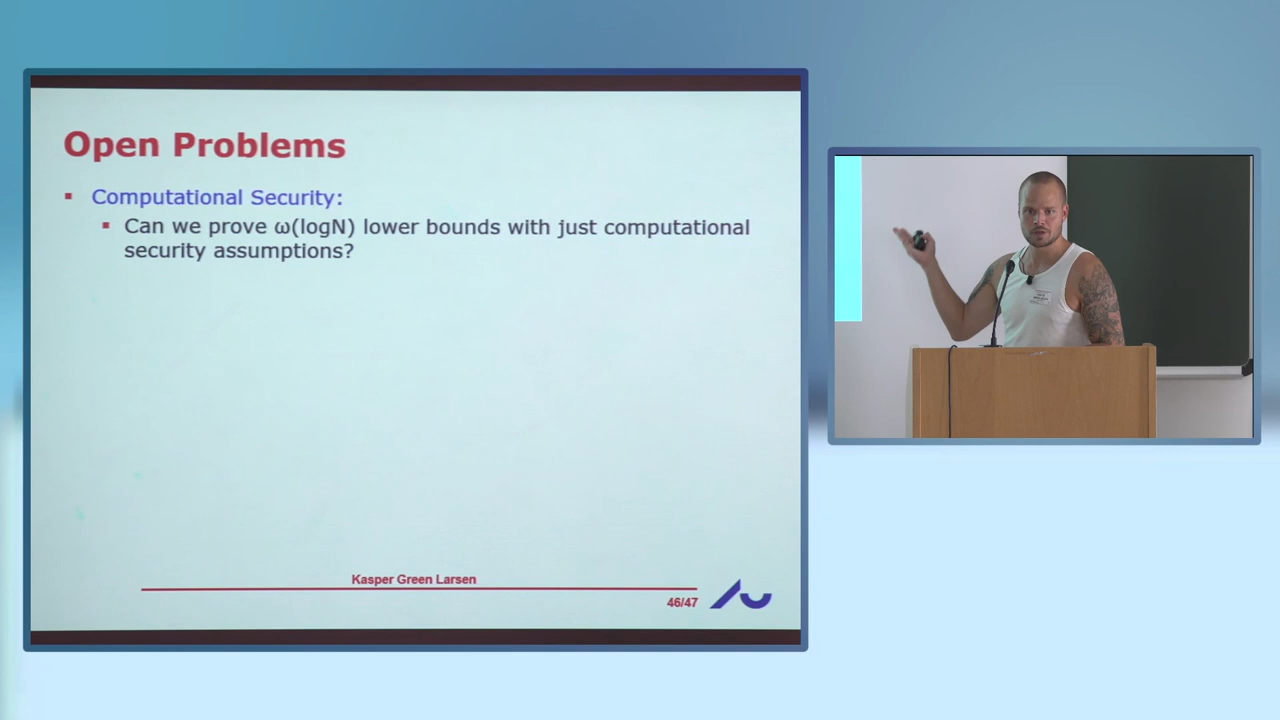 Open Problems
Computational Security:
Can we prove ω(logN) lower bounds with just computational
security assumptions?
Kasper Green Larsen
46/47